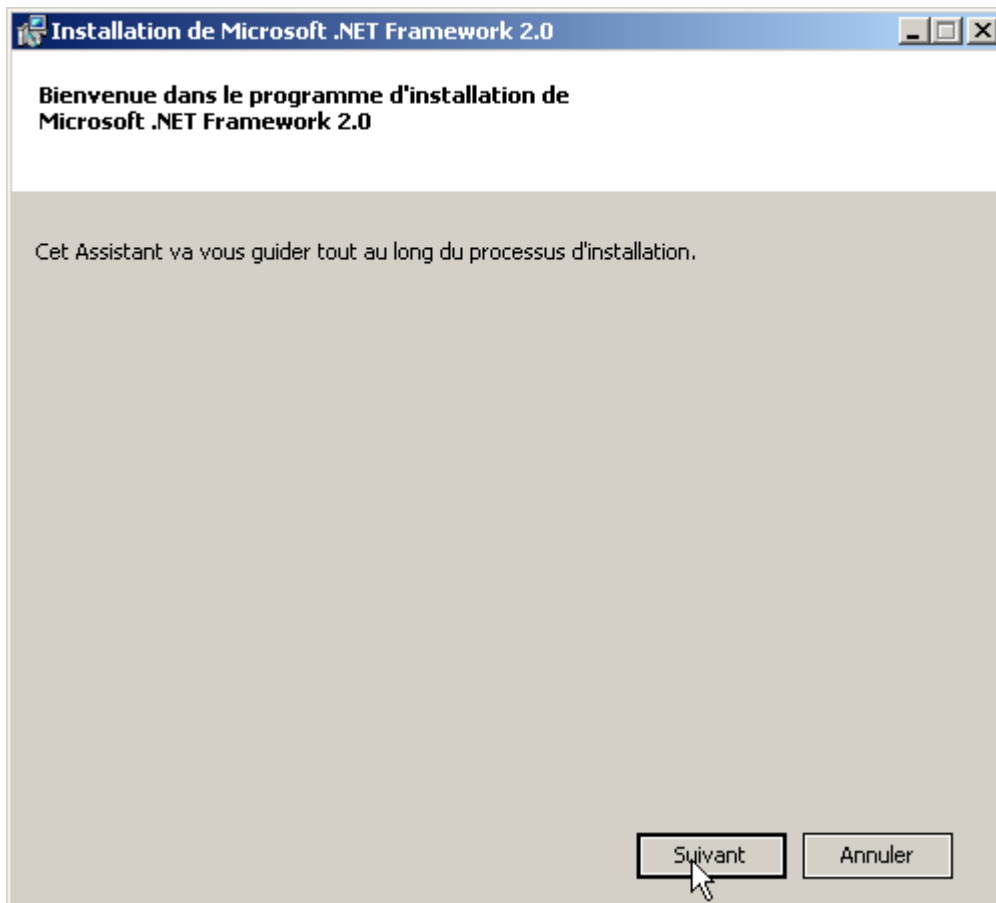 Installation de Microsoft .NET Framework 2.0
Bienvenue dans le programme d'installation de
Microsoft .NET Framework 2.0
Cet Assistant va vous guider tout au long du processus d'installation.
Suivant
Annuler